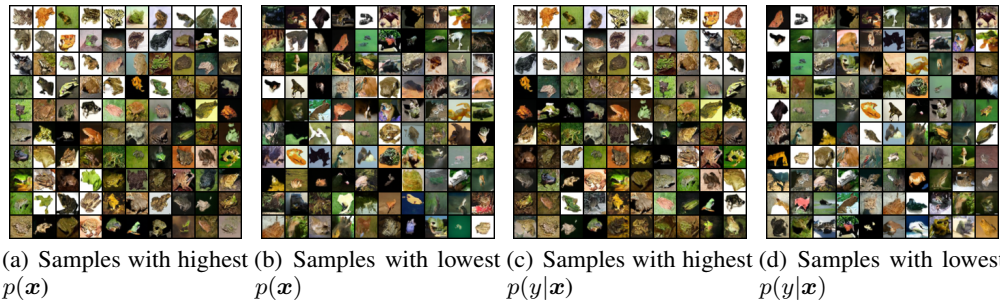 (a) Samples with highest (b) Samples with lowest (c) Samples with highest (d) Samples with lowest
p(x) p(x) p(y|x) p(y|x)